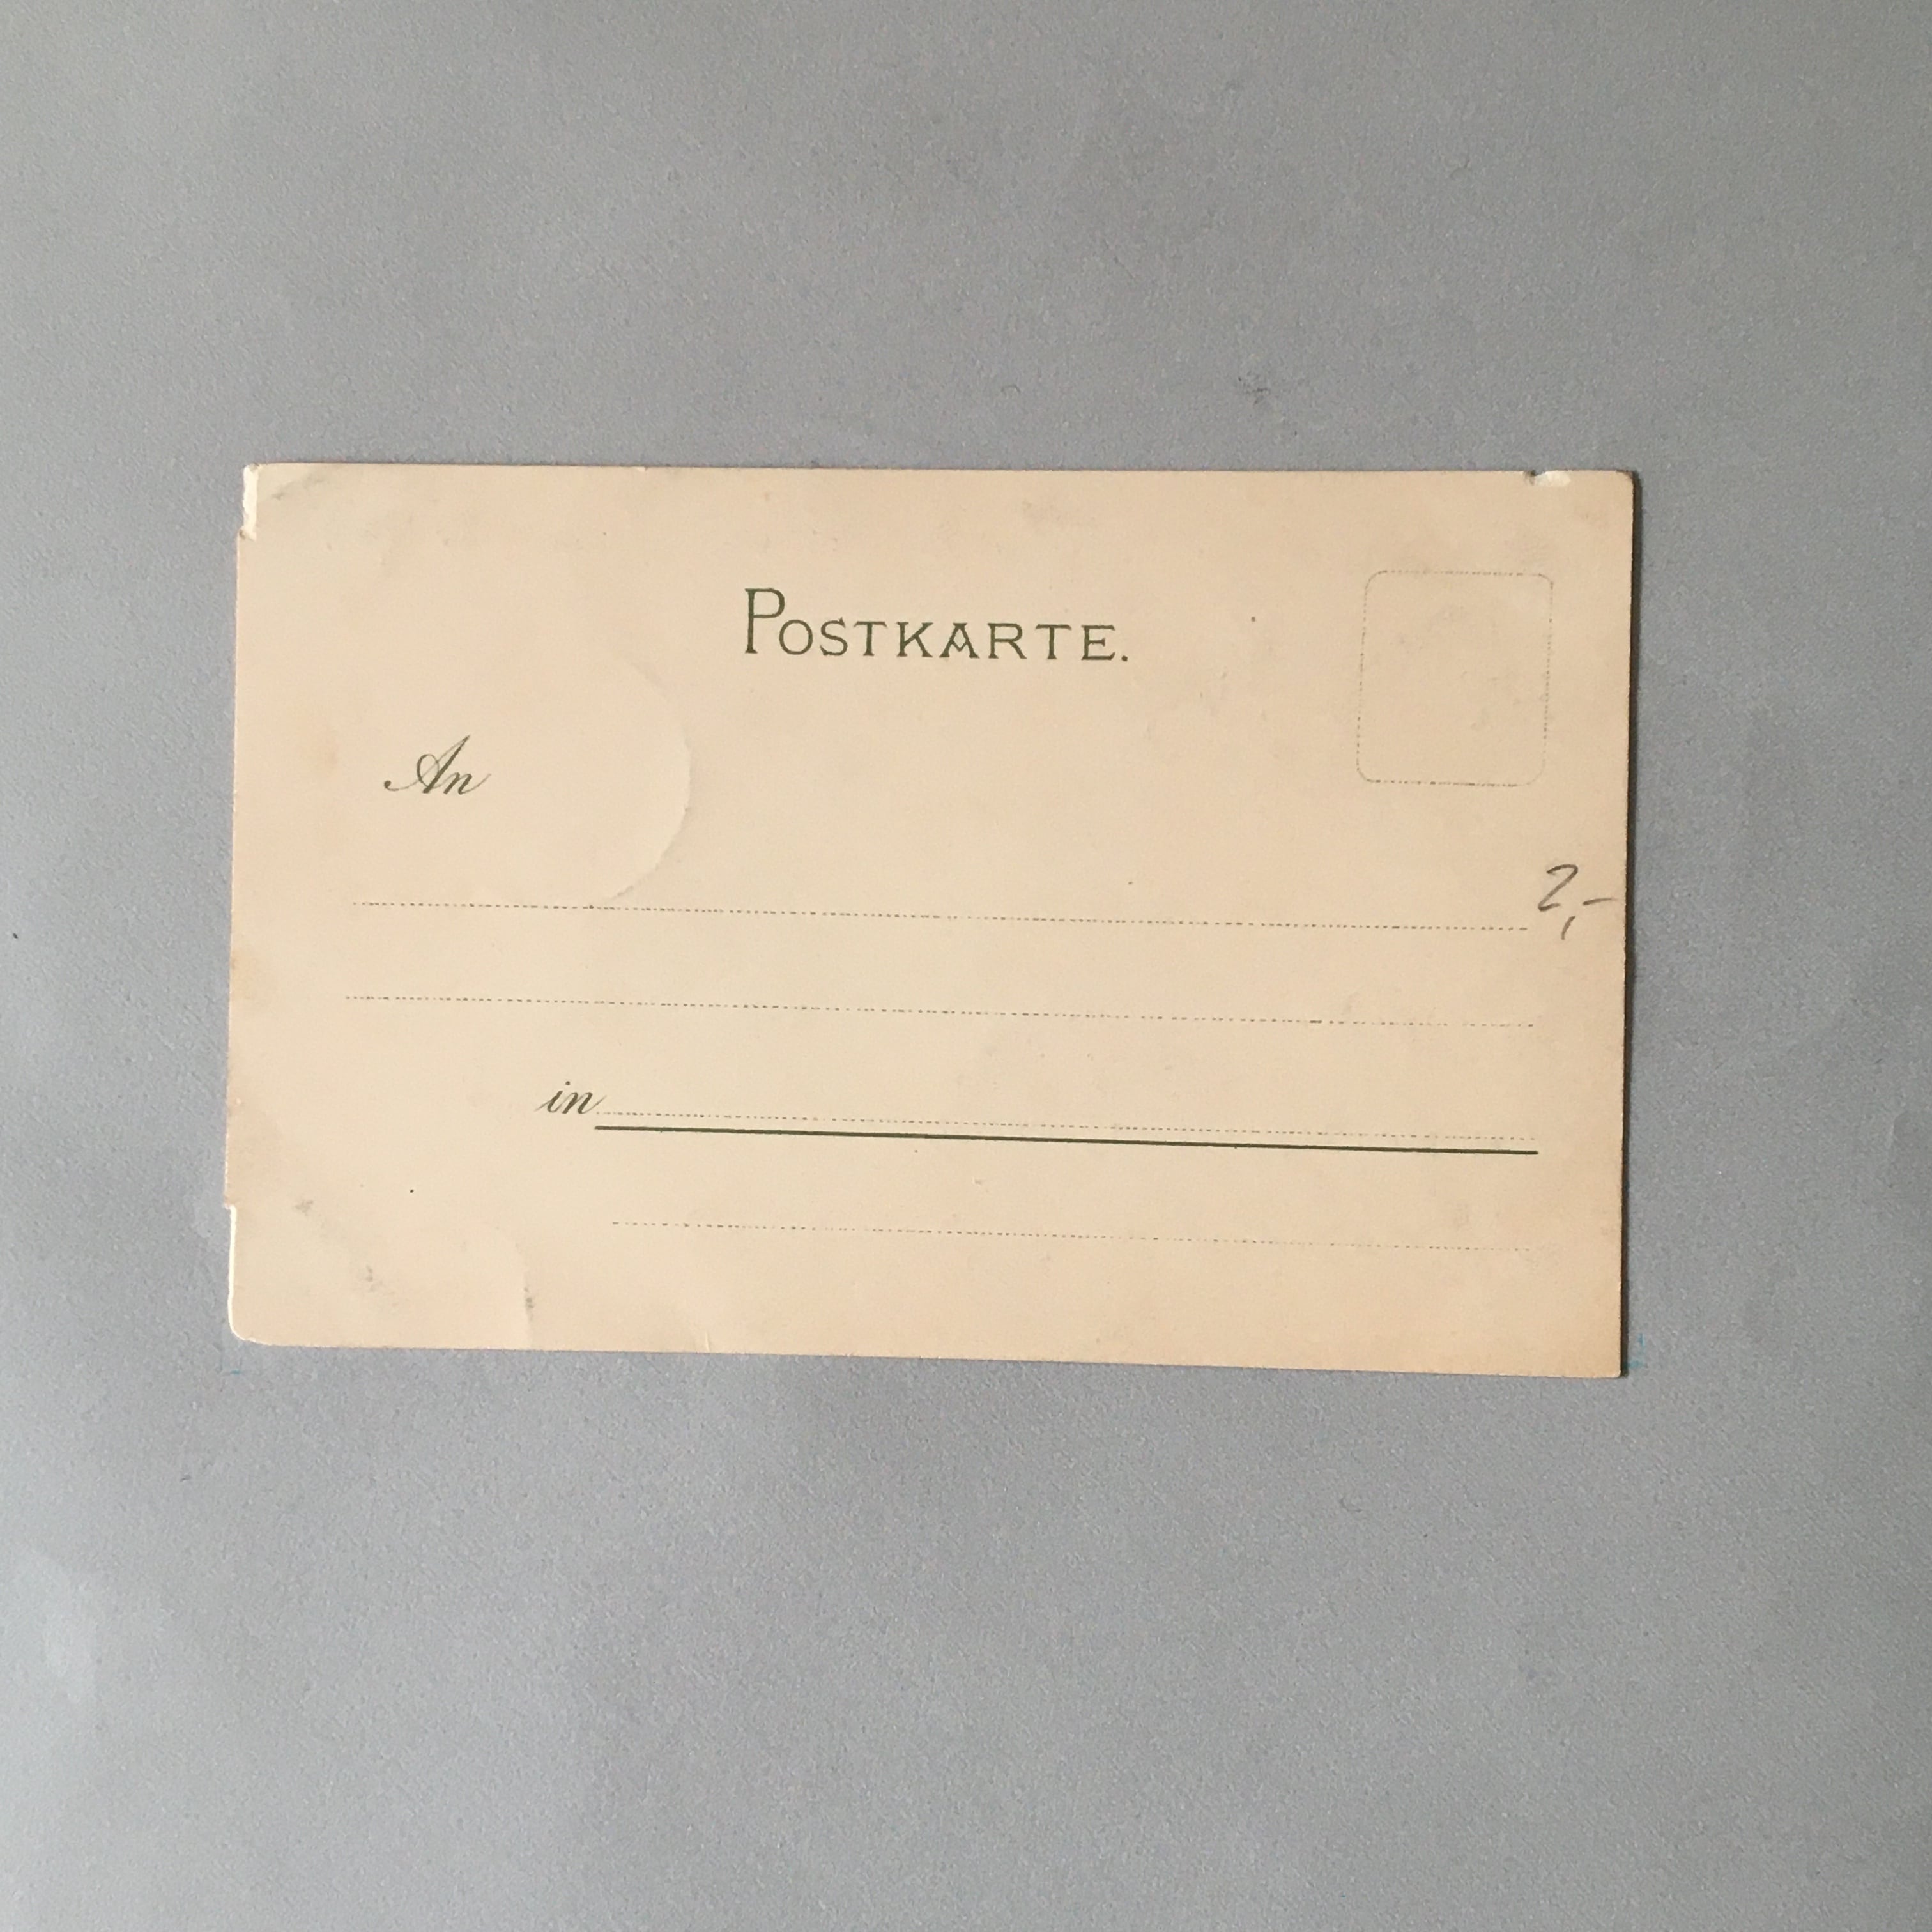 POSTKARTE.
An
2,-
in